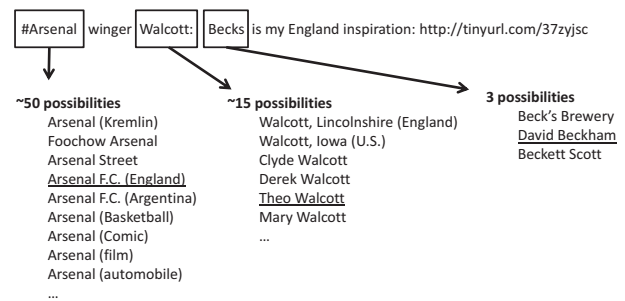 #Arsenal winger Walcott: Becks is my England inspiration: http://tinyurl.com/37zyjsc
~50 possibilities
Arsenal (Kremlin)
Foochow Arsenal
Arsenal Street
Arsenal F.C. (England)
Arsenal F.C. (Argentina)
Arsenal (Basketball)
Arsenal (Comic)
Arsenal (film)
Arsenal (automobile)
...
~15 possibilities
Walcott, Lincolnshire (England)
Walcott, Iowa (U.S.)
Clyde Walcott
Derek Walcott
Theo Walcott
Mary Walcott
...
3 possibilities
Beck's Brewery
David Beckham
Beckett Scott